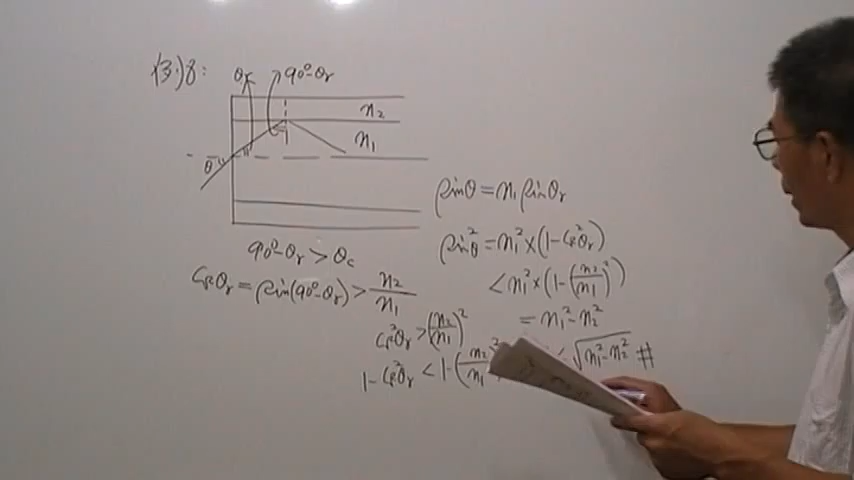 例8:
θr 90°-θr
n2
n1
θ
90°-θr > θc
cosθr = sin(90°-θr) > n2/n1
cos²θr > (n2/n1)²
1-cos²θr < 1-(n2/n1)²
sinθ = n1 sinθr
sin²θ = n1² × (1-cos²θr)
< n1² × (1-(n2/n1)²)
= n1²-n2²
< √(n1²-n2²) #